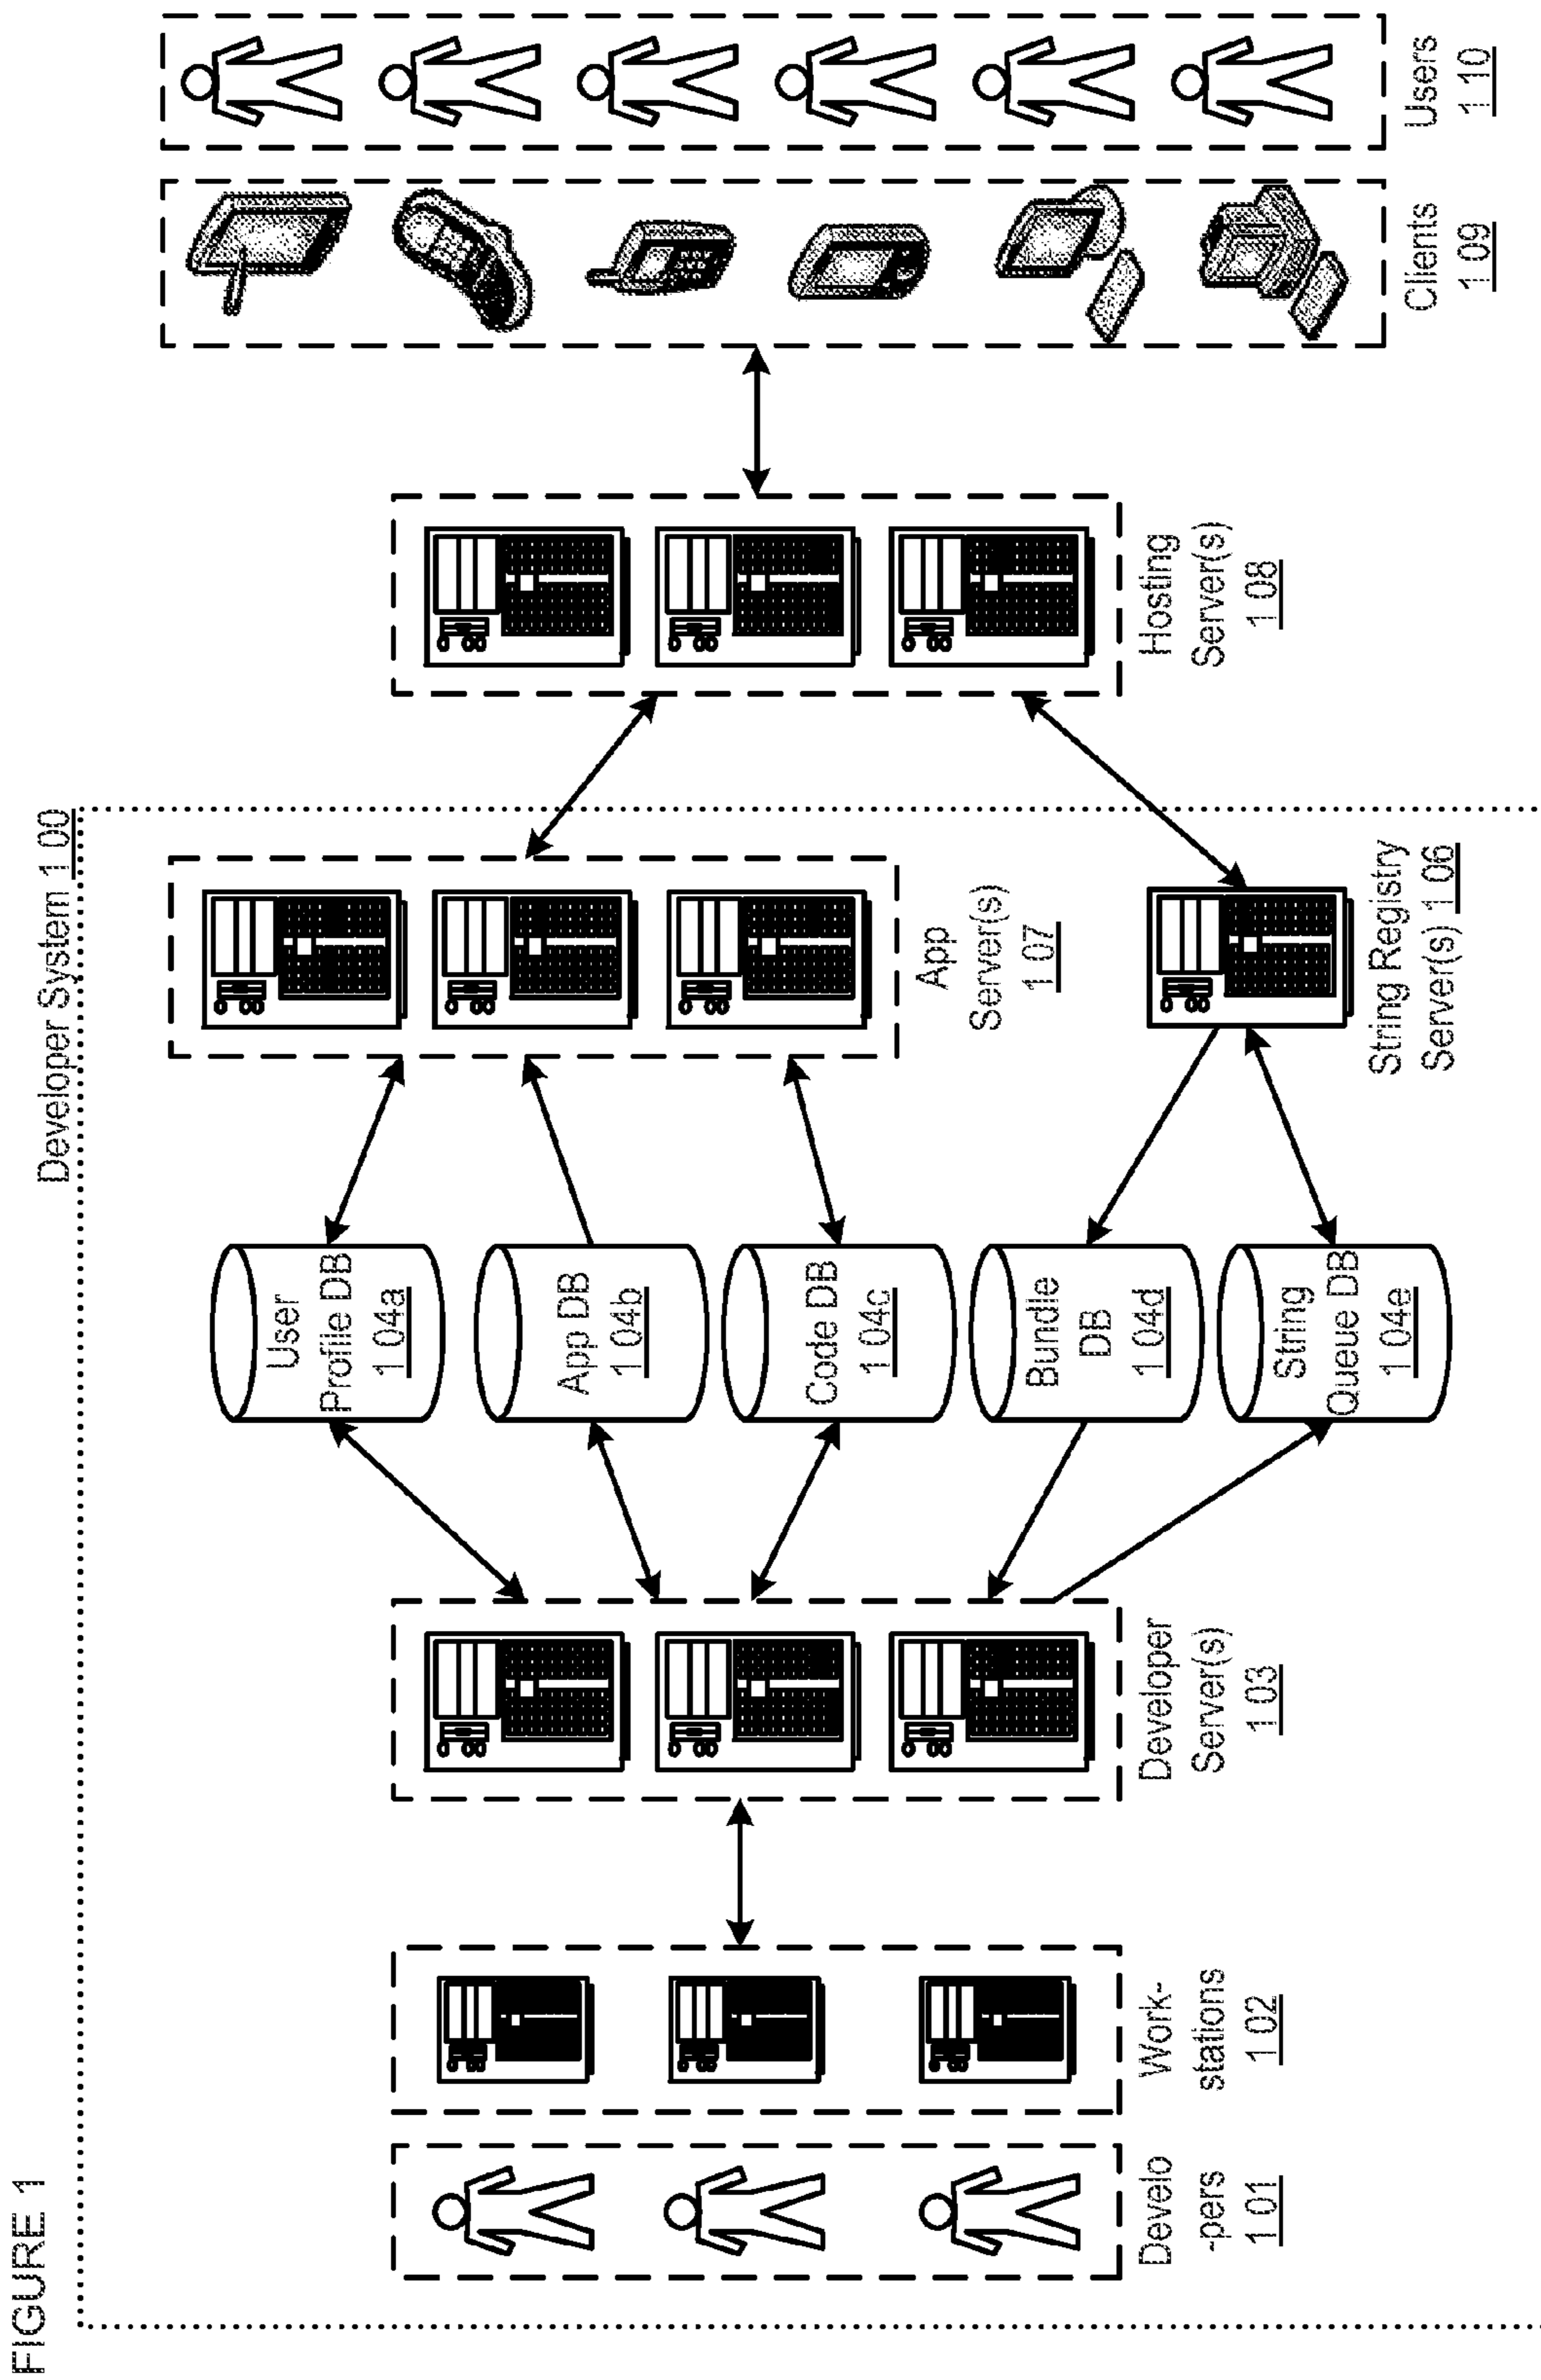 FIGURE 1
Developer System 100
Develo
-pers
101
Work-
stations
102
Developer
Server(s)
103
User
Profile DB
104a
App DB
104b
Code DB
104c
Bundle
DB
104d
String
Queue DB
104e
App
Server(s)
107
String Registry
Server(s) 106
Hosting
Server(s)
108
Clients
109
Users
110